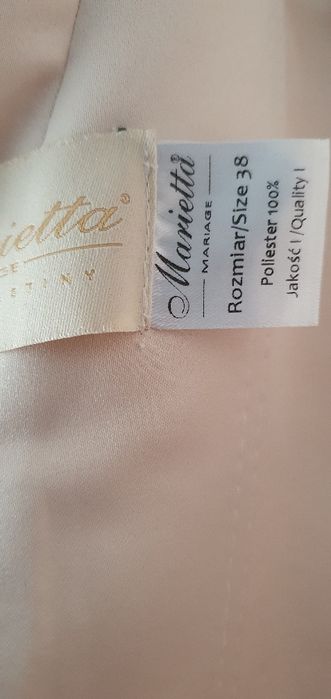 Marietta®
MARIAGE
Rozmiar/Size 38
Poliester 100%
Jakość I /Quality I